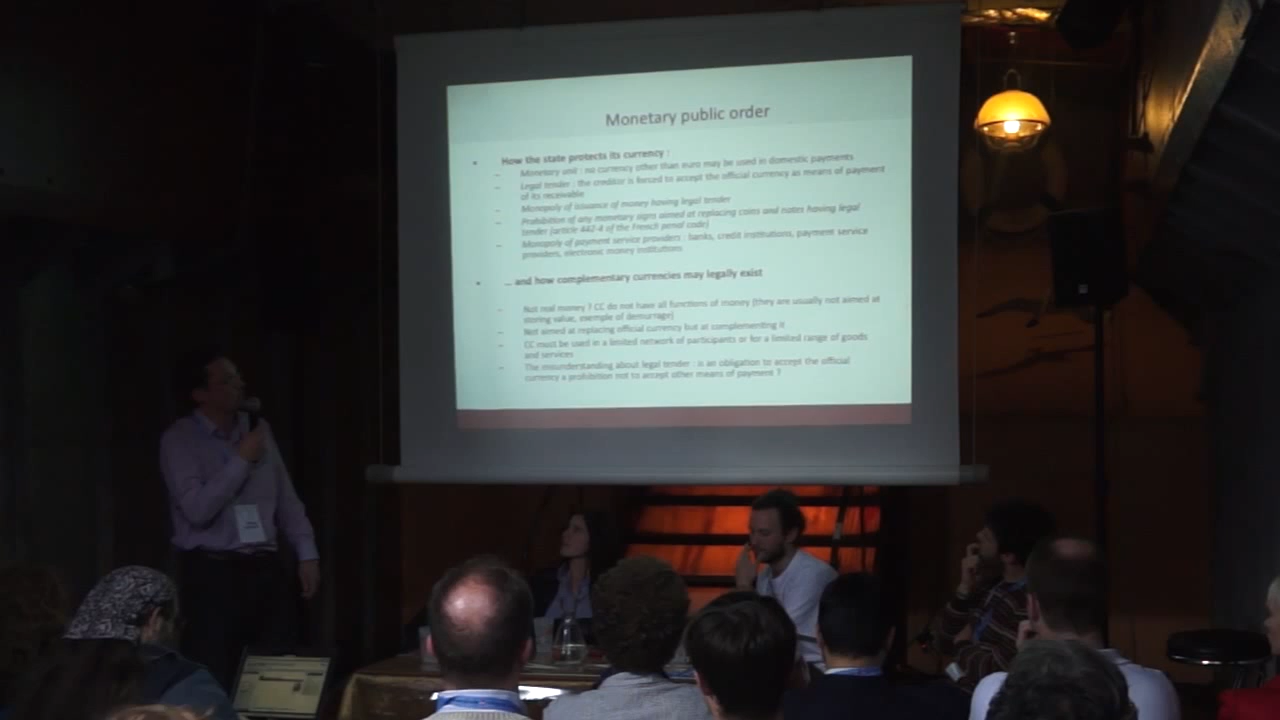 Monetary public order
How the state protects its currency :
Monetary unit : no currency other than euro may be used in domestic payments
Legal tender : the creditor is forced to accept the official currency as means of payment
of its receivable
Monopoly of issuance of money having legal tender
Prohibition of any monetary signs aimed at replacing coins and notes having legal
tender (article 442-4 of the French penal code)
Monopoly of payment service providers : banks, credit institutions, payment service
providers, electronic money institutions
... and how complementary currencies may legally exist
Not real money ? CC do not have all functions of money (they are usually not aimed at
storing value, exemple of demurrage)
Not aimed at replacing official currency but at complementing it
CC must be used in a limited network of participants or for a limited range of goods
and services
The misunderstanding about legal tender : is an obligation to accept the official
currency a prohibition not to accept other means of payment ?